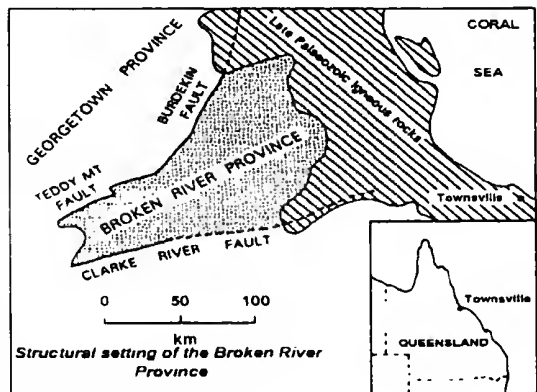 GEORGETOWN PROVINCE
BURDEKIN
FAULT
TEDDY MT
FAULT
BROKEN RIVER PROVINCE
CLARKE RIVER FAULT
Late Palaeozoic Igneous rocks
CORAL
SEA
Townsville
0 50 100
km
Structural setting of the Broken River
Province
Townsville
QUEENSLAND